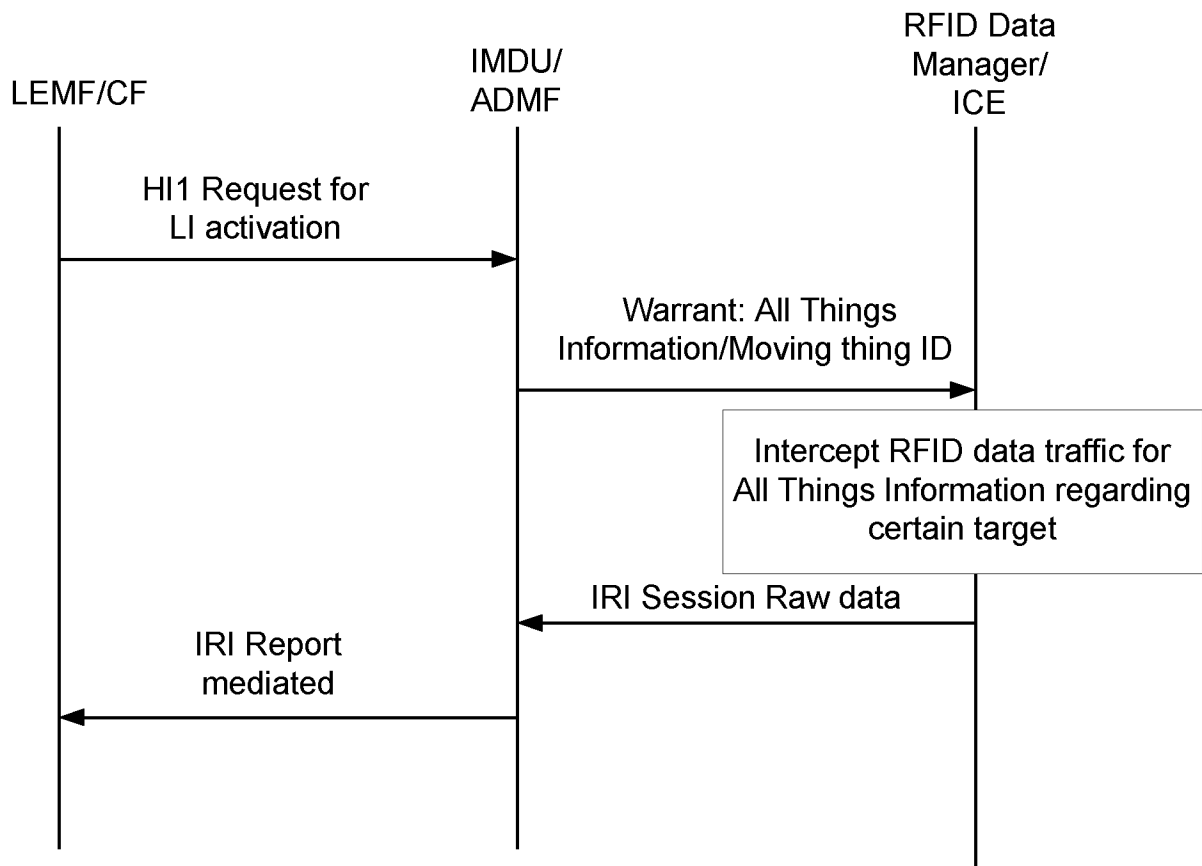 LEMF/CF
IMDU/
ADMF
RFID Data
Manager/
ICE
HI1 Request for
LI activation
Warrant: All Things
Information/Moving thing ID
Intercept RFID data traffic for
All Things Information regarding
certain target
IRI Session Raw data
IRI Report
mediated